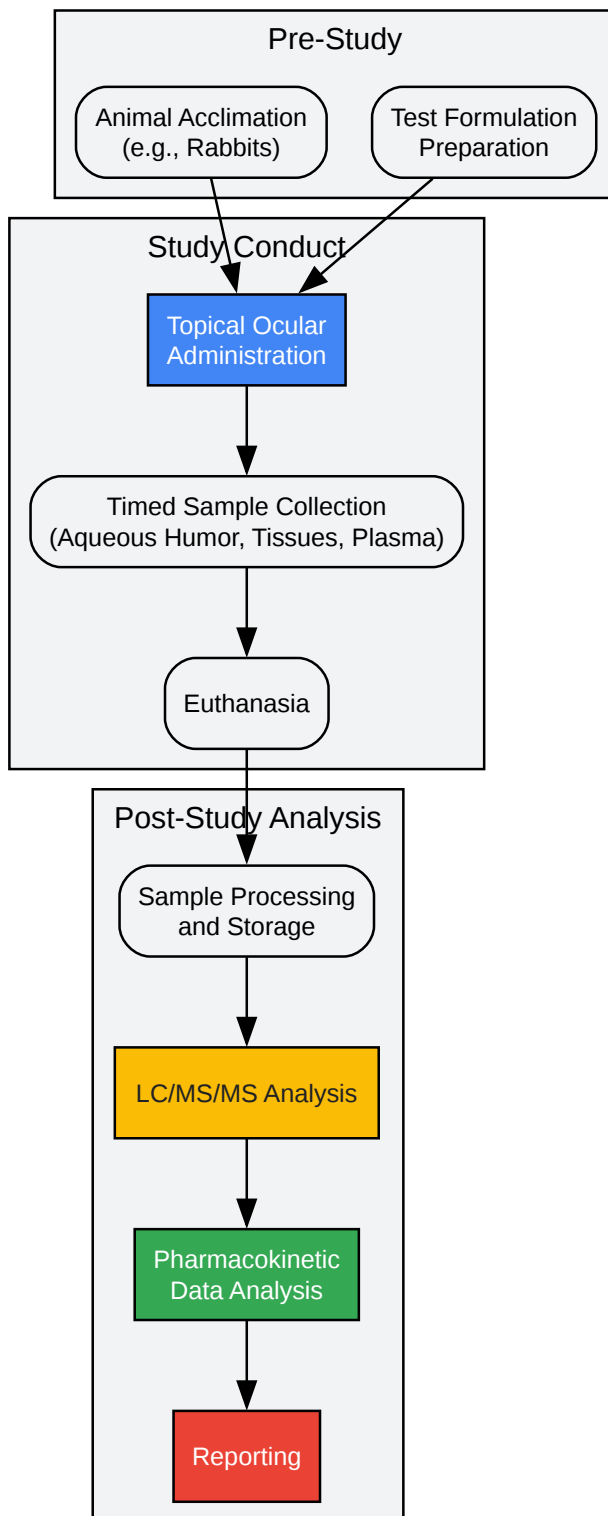 Pre-Study
Animal Acclimation
(e.g., Rabbits)
Test Formulation
Preparation
Study Conduct
Topical Ocular
Administration
Timed Sample Collection
(Aqueous Humor, Tissues, Plasma)
Euthanasia
Post-Study Analysis
Sample Processing
and Storage
LC/MS/MS Analysis
Pharmacokinetic
Data Analysis
Reporting